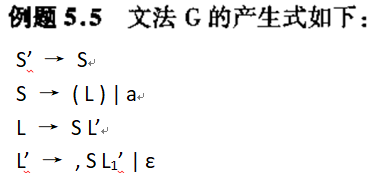 例题 5.5 文法 G 的产生式如下：
S’ → S↵
S → ( L ) | a↵
L → S L’↵
L’ → , S L₁’ | ε